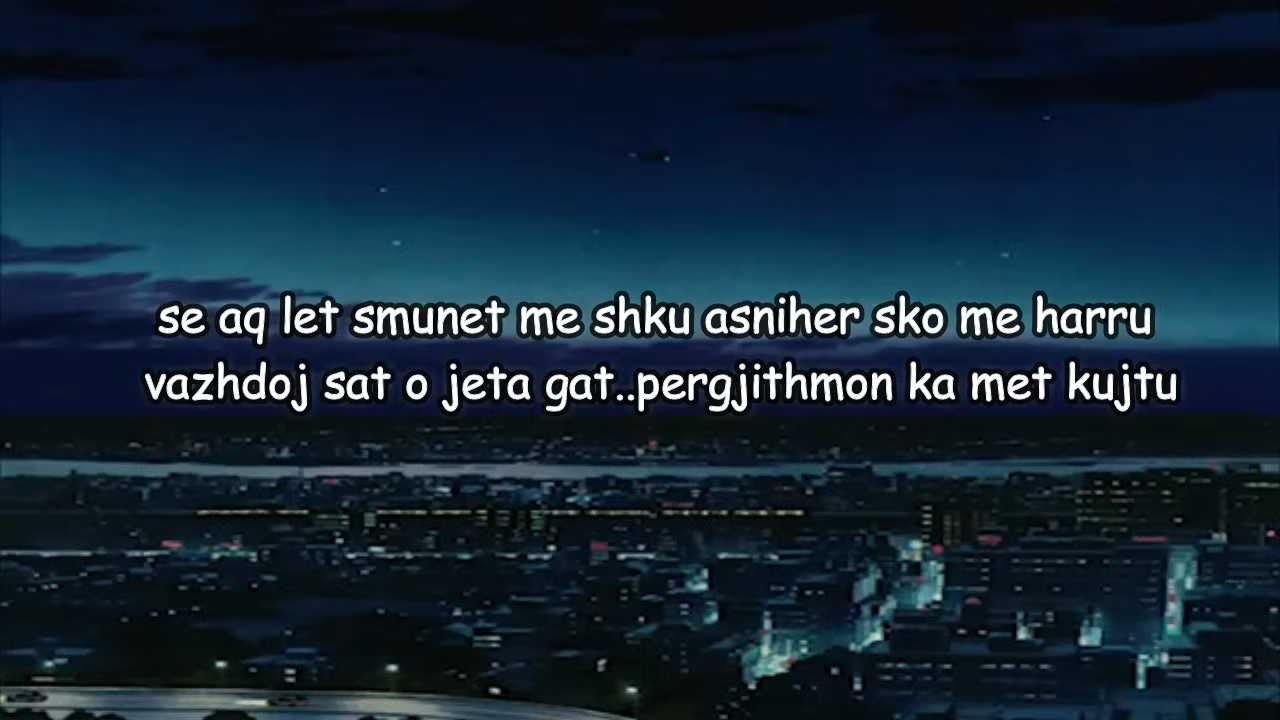 se aq let smunet me shku asniher sko me harru
vazhdoj sat o jeta gat..pergjithmon ka met kujtu